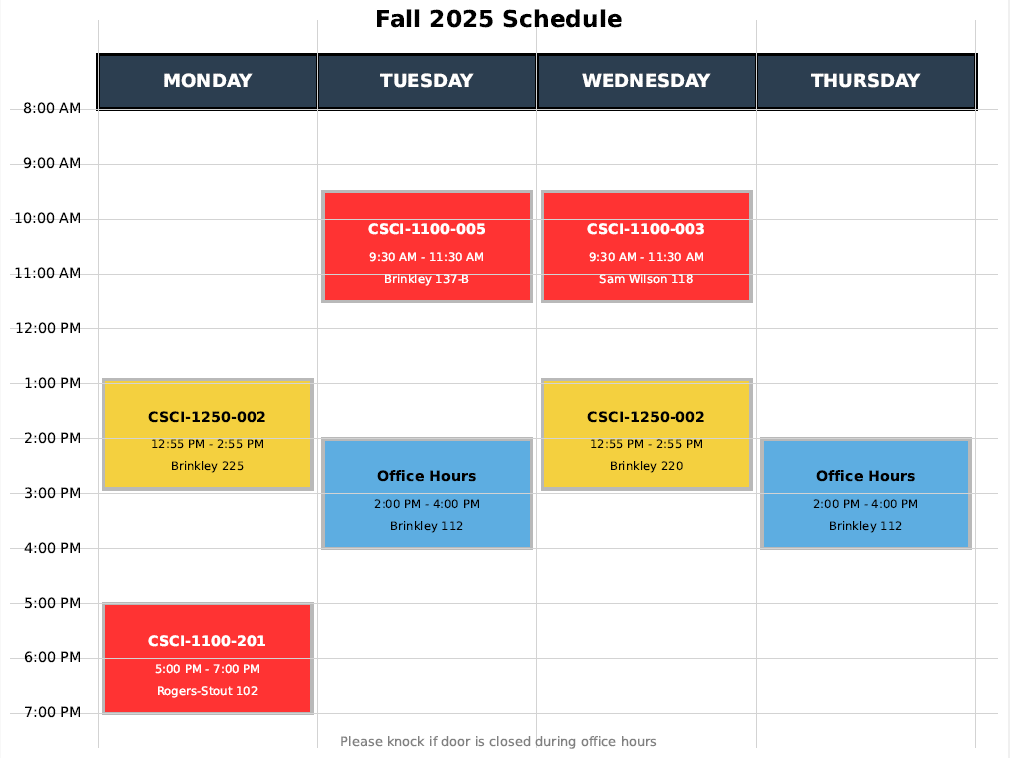 Fall 2025 Schedule
MONDAY TUESDAY WEDNESDAY THURSDAY
8:00 AM
9:00 AM
10:00 AM
11:00 AM
12:00 PM
1:00 PM
2:00 PM
3:00 PM
4:00 PM
5:00 PM
6:00 PM
7:00 PM
CSCI-1250-002
12:55 PM - 2:55 PM
Brinkley 225
CSCI-1100-201
5:00 PM - 7:00 PM
Rogers-Stout 102
CSCI-1100-005
9:30 AM - 11:30 AM
Brinkley 137-B
Office Hours
2:00 PM - 4:00 PM
Brinkley 112
CSCI-1100-003
9:30 AM - 11:30 AM
Sam Wilson 118
CSCI-1250-002
12:55 PM - 2:55 PM
Brinkley 220
Office Hours
2:00 PM - 4:00 PM
Brinkley 112
Please knock if door is closed during office hours